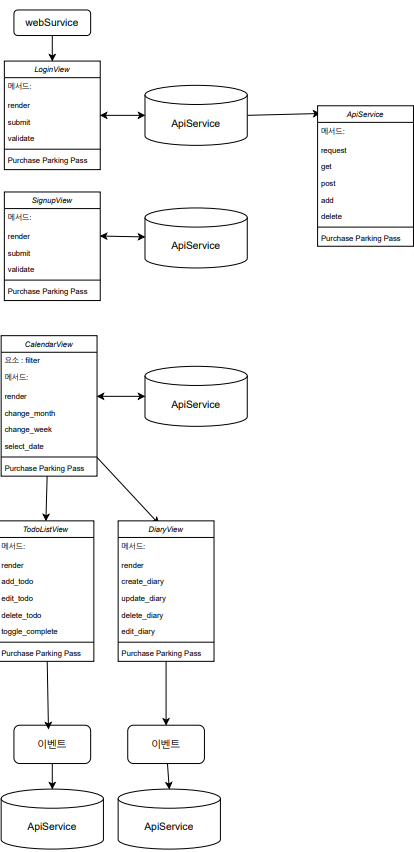 webSurvice
LoginView
메서드:
render
submit
validate
Purchase Parking Pass
ApiService
ApiService
메서드:
request
get
post
add
delete
Purchase Parking Pass
SignupView
메서드:
render
submit
validate
Purchase Parking Pass
ApiService
CalendarView
요소 : filter
메서드:
render
change_month
change_week
select_date
Purchase Parking Pass
ApiService
TodoListView
메서드:
render
add_todo
edit_todo
delete_todo
toggle_complete
Purchase Parking Pass
DiaryView
메서드:
render
create_diary
update_diary
delete_diary
edit_diary
Purchase Parking Pass
이벤트
이벤트
ApiService
ApiService